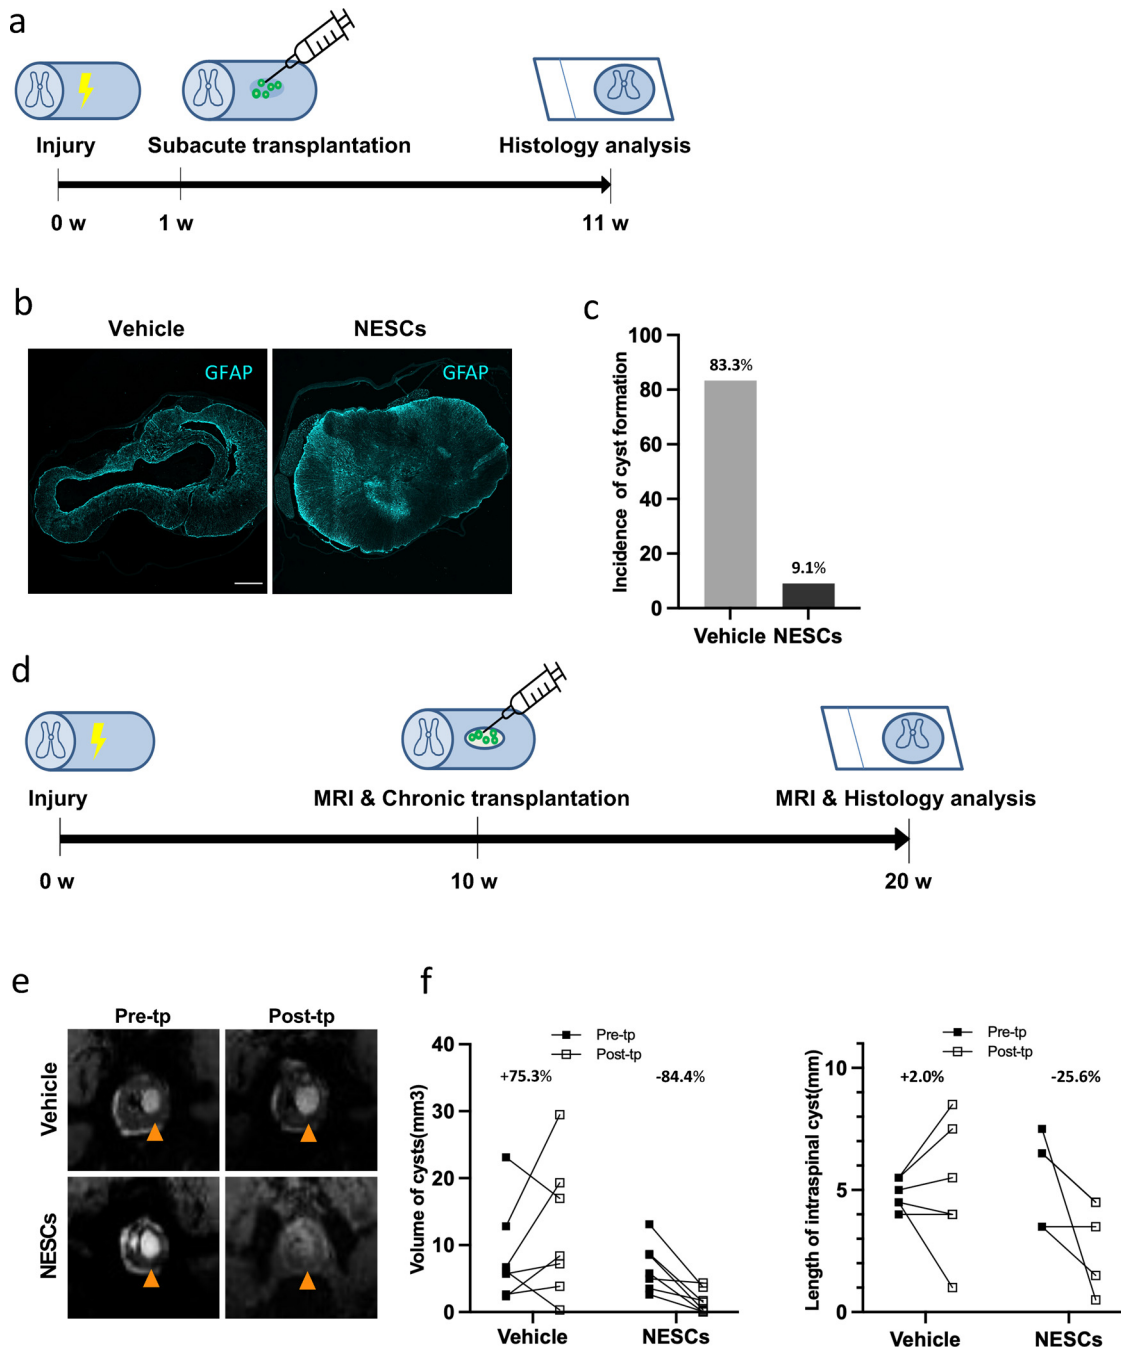 a
Injury
Subacute transplantation
Histology analysis
0 w
1 w
11 w
b
Vehicle
NESCs
GFAP
GFAP
c
Incidence of cyst formation
100
80
60
40
20
0
83.3%
9.1%
Vehicle NESCs
d
Injury
MRI & Chronic transplantation
MRI & Histology analysis
0 w
10 w
20 w
e
Pre-tp
Post-tp
Vehicle
NESCs
f
Volume of cysts(mm3)
40
30
20
10
0
Pre-tp
Post-tp
+75.3%
-84.4%
Vehicle
NESCs
Length of intraspinal cyst(mm)
10
5
0
Pre-tp
Post-tp
+2.0%
-25.6%
Vehicle
NESCs